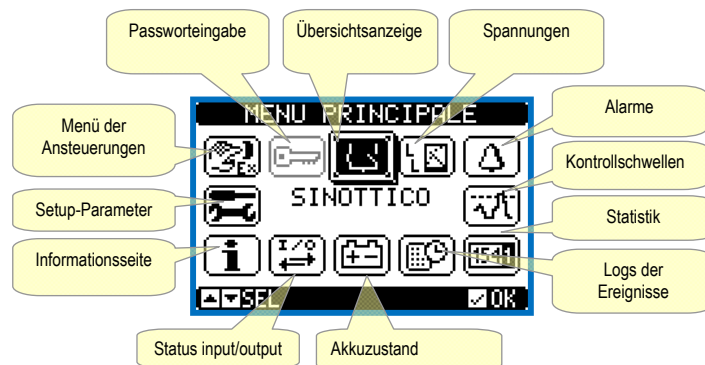 Passworteingabe
Übersichtsanzeige
Spannungen
Menü der
Ansteuerungen
Alarme
MENU PRINCIPALE
Kontrollschwellen
Setup-Parameter
SINOTTICO
Statistik
Informationsseite
I/O
Logs der
Ereignisse
SEL
OK
Status input/output
Akkuzustand